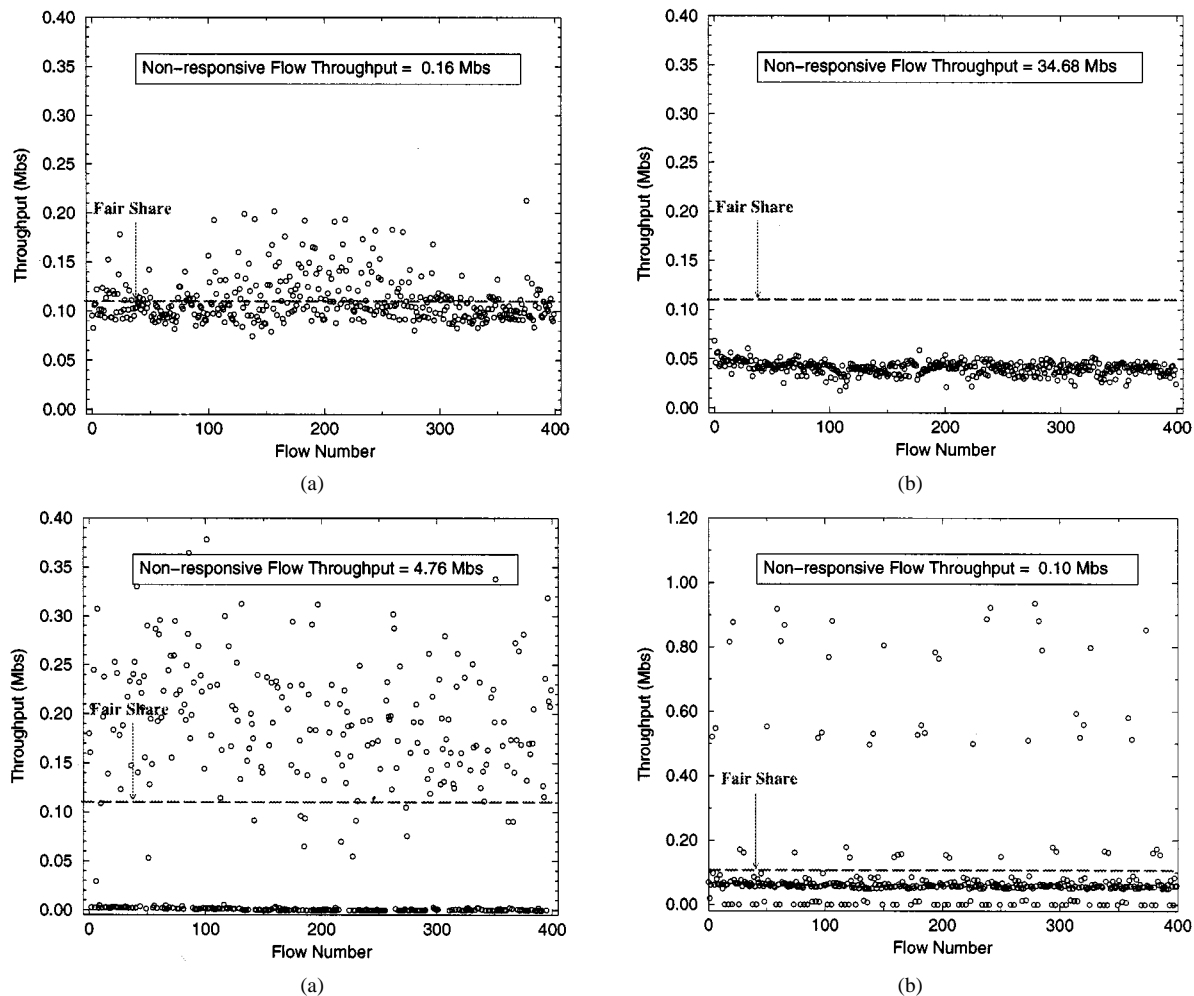 0.40
0.35
0.30
0.25
0.20
0.15
0.10
0.05
0.00
Throughput (Mbs)
Non-responsive Flow Throughput = 0.16 Mbs
Fair Share
0 100 200 300 400
Flow Number
(a)
0.40
0.35
0.30
0.25
0.20
0.15
0.10
0.05
0.00
Throughput (Mbs)
Non-responsive Flow Throughput = 34.68 Mbs
Fair Share
0 100 200 300 400
Flow Number
(b)
0.40
0.35
0.30
0.25
0.20
0.15
0.10
0.05
0.00
Throughput (Mbs)
Non-responsive Flow Throughput = 4.76 Mbs
Fair Share
0 100 200 300 400
Flow Number
(a)
1.20
1.00
0.80
0.60
0.40
0.20
0.00
Throughput (Mbs)
Non-responsive Flow Throughput = 0.10 Mbs
Fair Share
0 100 200 300 400
Flow Number
(b)